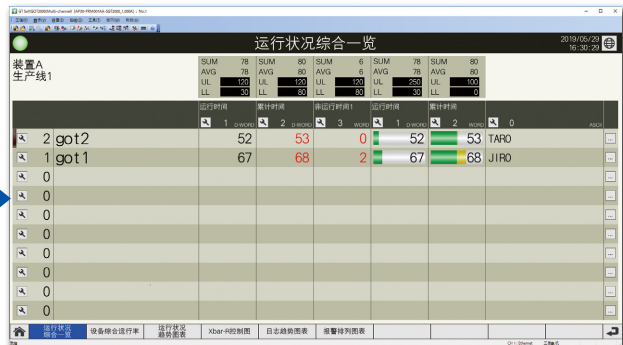 运行状况综合一览
2019/05/29
16:30:29
装置A
生产线1
SUM 78 SUM 80 SUM 6 SUM 78 SUM 80
AVG 78 AVG 80 AVG 6 AVG 78 AVG 80
UL 120 UL 120 UL 120 UL 250 UL 100
LL 30 LL 80 LL 80 LL 30 LL 0
运行时间 累计时间 非运行时间1 运行时间 累计时间
1 D-WORD 2 D-WORD 3 WORD 1 D-WORD 2 WORD 0 ASCII
2 got2 52 53 0 52 53 TARO ...
1 got1 67 68 2 67 68 JIRO ...
0 ...
0 ...
0 ...
0 ...
0 ...
0 ...
0 ...
0 ...
运行状况综合一览 设备综合运行率 运行状况趋势图表 Xbar-R控制图 日志趋势图表 报警排列图表